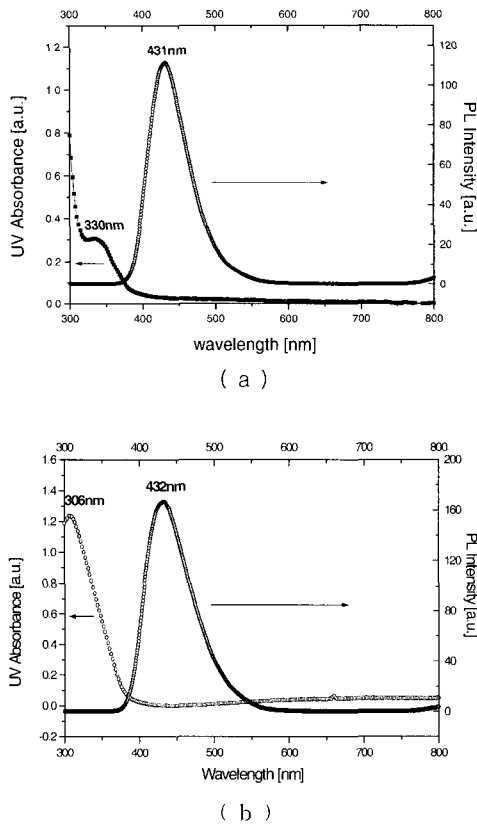 300 400 500 600 700 800
1.2
1.0
0.8
0.6
0.4
0.2
0.0
UV Absorbance [a.u.]
431nm
330nm
120
100
80
60
40
20
0
PL Intensity [a.u.]
300 400 500 600 700 800
wavelength [nm]
( a )
300 400 500 600 700 800
1.6
1.4
1.2
1.0
0.8
0.6
0.4
0.2
0.0
-0.2
UV Absorbance [a.u.]
306nm
432nm
200
160
120
80
40
0
PL Intensity [a.u.]
300 400 500 600 700 800
Wavelength [nm]
( b )